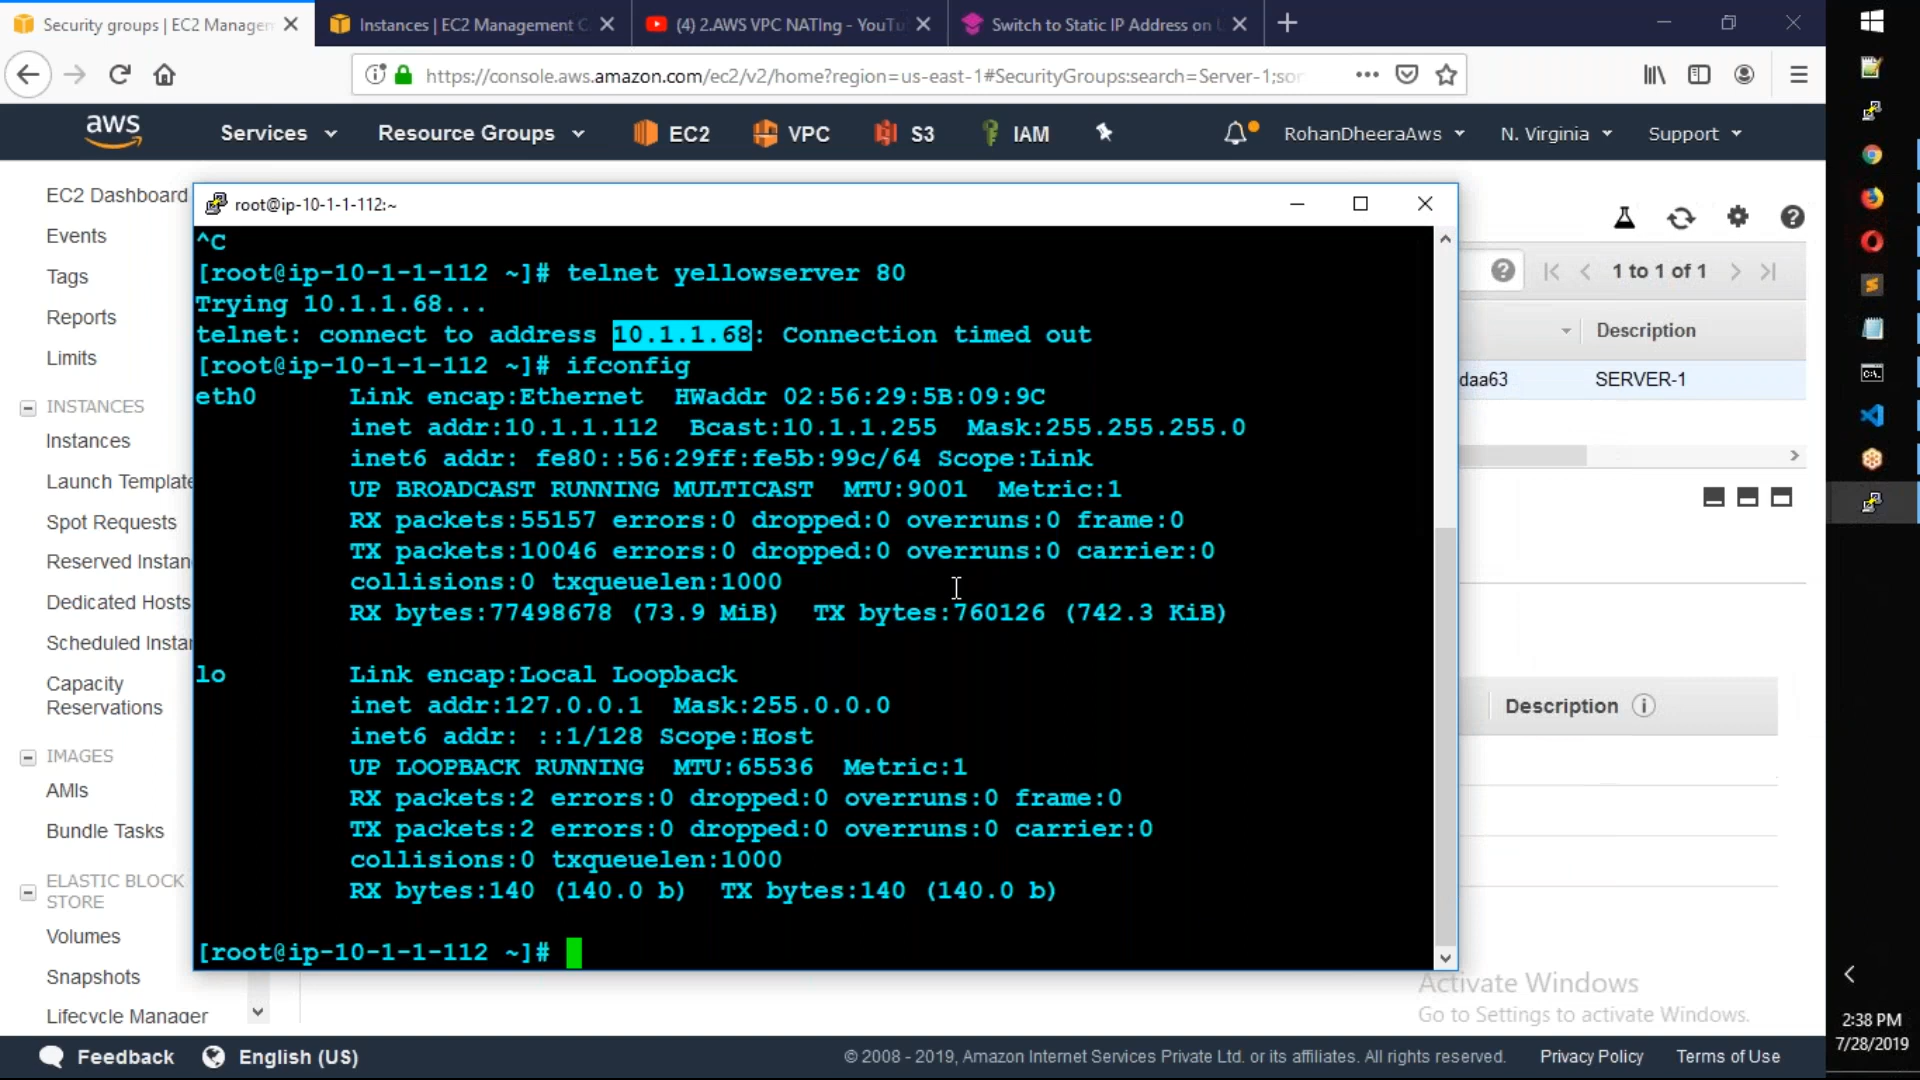 Security groups | EC2 Managen
Instances | EC2 Management C
(4) 2.AWS VPC NATIng - YouTu
Switch to Static IP Address on
https://console.aws.amazon.com/ec2/v2/home?region=us-east-1#SecurityGroups:search=Server-1;sor
aws
Services
Resource Groups
EC2
VPC
S3
IAM
RohanDheeraAws
N. Virginia
Support
EC2 Dashboard
Events
Tags
Reports
Limits
INSTANCES
Instances
Launch Template
Spot Requests
Reserved Instan
Dedicated Hosts
Scheduled Instan
Capacity
Reservations
IMAGES
AMIs
Bundle Tasks
ELASTIC BLOCK
STORE
Volumes
Snapshots
Lifecycle Manager
root@ip-10-1-1-112:~
^C
[root@ip-10-1-1-112 ~]# telnet yellowserver 80
Trying 10.1.1.68...
telnet: connect to address 10.1.1.68: Connection timed out
[root@ip-10-1-1-112 ~]# ifconfig
eth0 Link encap:Ethernet HWaddr 02:56:29:5B:09:9C
inet addr:10.1.1.112 Bcast:10.1.1.255 Mask:255.255.255.0
inet6 addr: fe80::56:29ff:fe5b:99c/64 Scope:Link
UP BROADCAST RUNNING MULTICAST MTU:9001 Metric:1
RX packets:55157 errors:0 dropped:0 overruns:0 frame:0
TX packets:10046 errors:0 dropped:0 overruns:0 carrier:0
collisions:0 txqueuelen:1000
RX bytes:77498678 (73.9 MiB) TX bytes:760126 (742.3 KiB)
lo Link encap:Local Loopback
inet addr:127.0.0.1 Mask:255.0.0.0
inet6 addr: ::1/128 Scope:Host
UP LOOPBACK RUNNING MTU:65536 Metric:1
RX packets:2 errors:0 dropped:0 overruns:0 frame:0
TX packets:2 errors:0 dropped:0 overruns:0 carrier:0
collisions:0 txqueuelen:1000
RX bytes:140 (140.0 b) TX bytes:140 (140.0 b)
[root@ip-10-1-1-112 ~]#
1 to 1 of 1
Description
daa63 SERVER-1
Description
Activate Windows
Go to Settings to activate Windows.
Feedback
English (US)
© 2008 - 2019, Amazon Internet Services Private Ltd. or its affiliates. All rights reserved.
Privacy Policy
Terms of Use
2:38 PM
7/28/2019